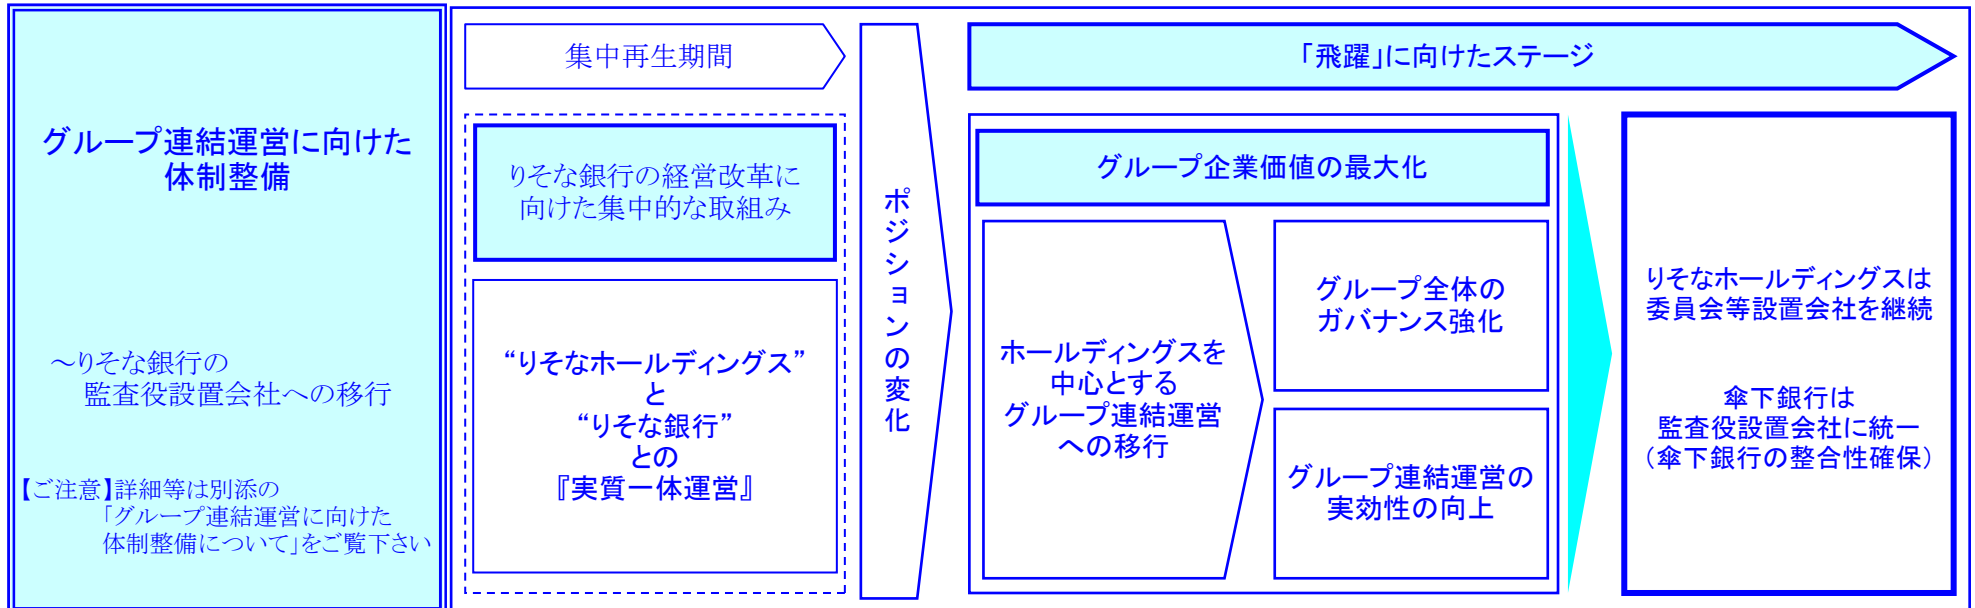 グループ連結運営に向けた
体制整備
～りそな銀行の
監査役設置会社への移行
【ご注意】詳細等は別添の
「グループ連結運営に向けた
体制整備について」をご覧下さい
集中再生期間
りそな銀行の経営改革に
向けた集中的な取組み
“りそなホールディングス”
と
“りそな銀行”
との
『実質一体運営』
ポジションの変化
「飛躍」に向けたステージ
グループ企業価値の最大化
ホールディングスを
中心とする
グループ連結運営
への移行
グループ全体の
ガバナンス強化
グループ連結運営の
実効性の向上
りそなホールディングスは
委員会等設置会社を継続
傘下銀行は
監査役設置会社に統一
（傘下銀行の整合性確保）